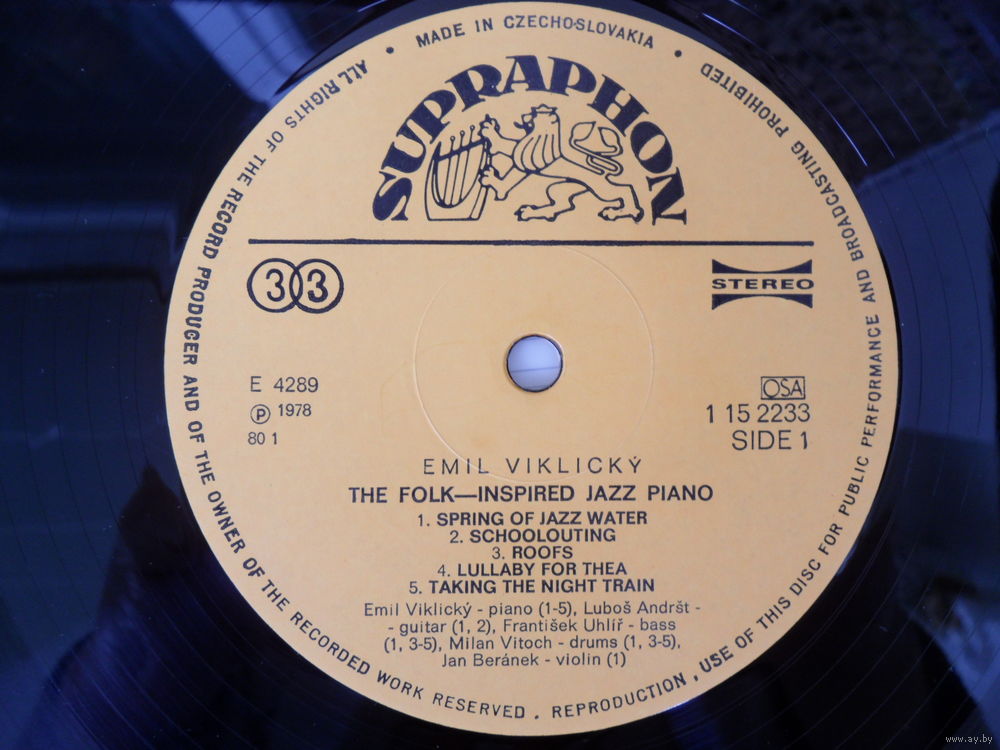 MADE IN CZECHOSLOVAKIA
ALL RIGHTS OF THE RECORD PRODUCER AND OF THE OWNER OF THE RECORDED WORK RESERVED . REPRODUCTION , USE OF THIS DISC FOR PUBLIC PERFORMANCE AND BROADCASTING PROHIBITED
SUPRAPHON
33
STEREO
E 4289
Ⓟ 1978
80 1
OSA
1 15 2233
SIDE 1
EMIL VIKLICKÝ
THE FOLK—INSPIRED JAZZ PIANO
1. SPRING OF JAZZ WATER
2. SCHOOLOUTING
3. ROOFS
4. LULLABY FOR THEA
5. TAKING THE NIGHT TRAIN
Emil Viklický - piano (1-5), Luboš Andršt -
- guitar (1, 2), František Uhlíř - bass
(1, 3-5), Milan Vitoch - drums (1, 3-5),
Jan Beránek - violin (1)
www.ay.by